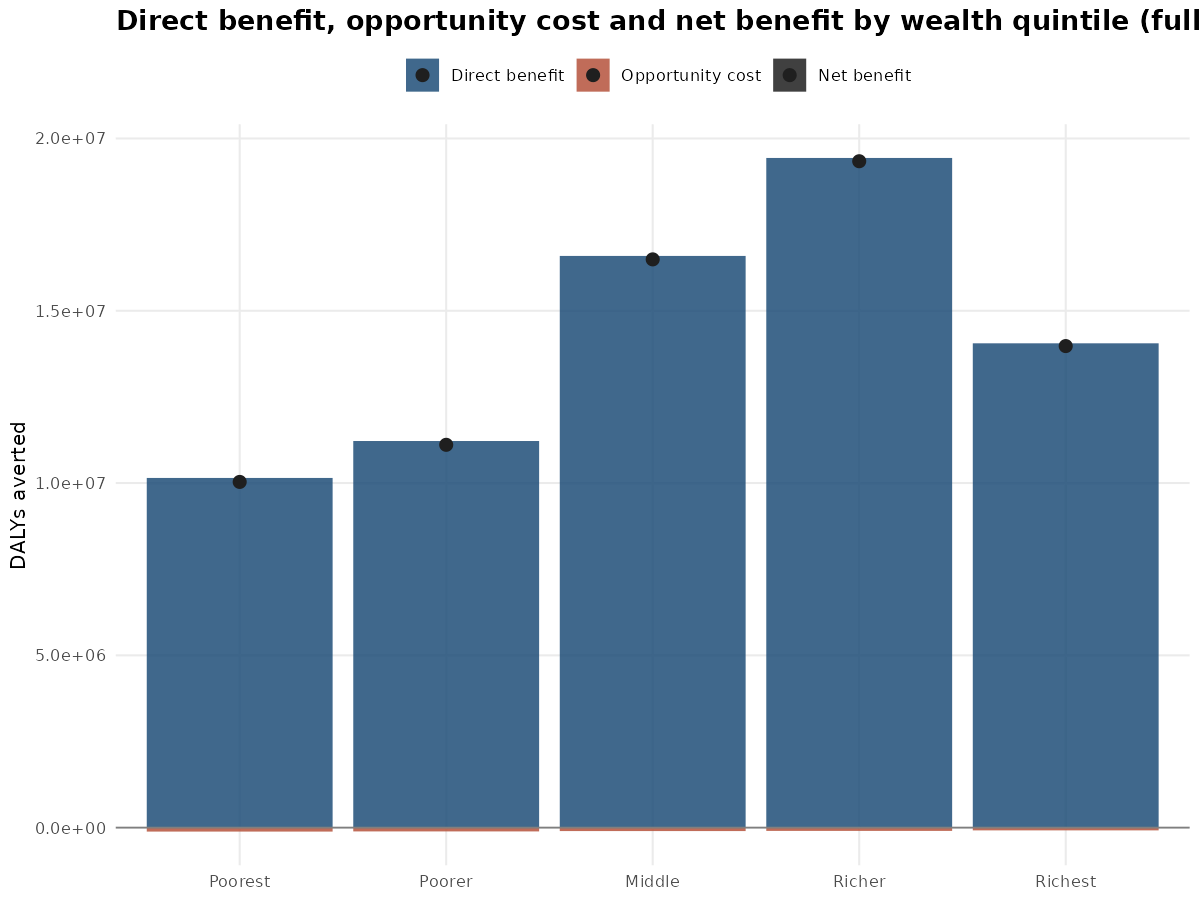 Direct benefit, opportunity cost and net benefit by wealth quintile (full
Direct benefit Opportunity cost Net benefit
2.0e+07
1.5e+07
1.0e+07
5.0e+06
0.0e+00
DALYs averted
Poorest Poorer Middle Richer Richest